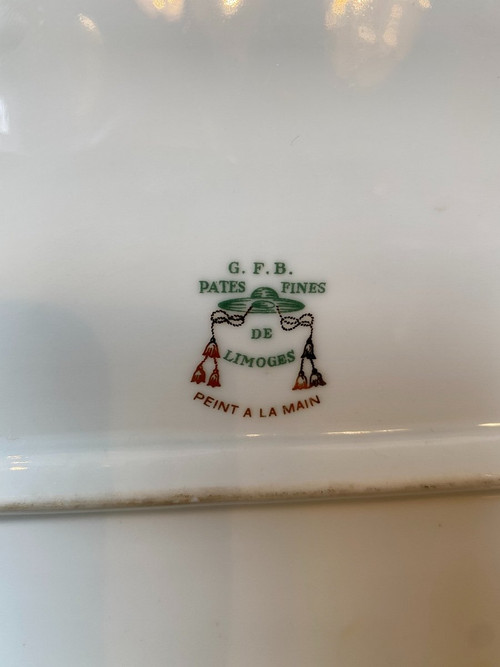 G. F. B.
PATES FINES
DE
LIMOGES
PEINT A LA MAIN